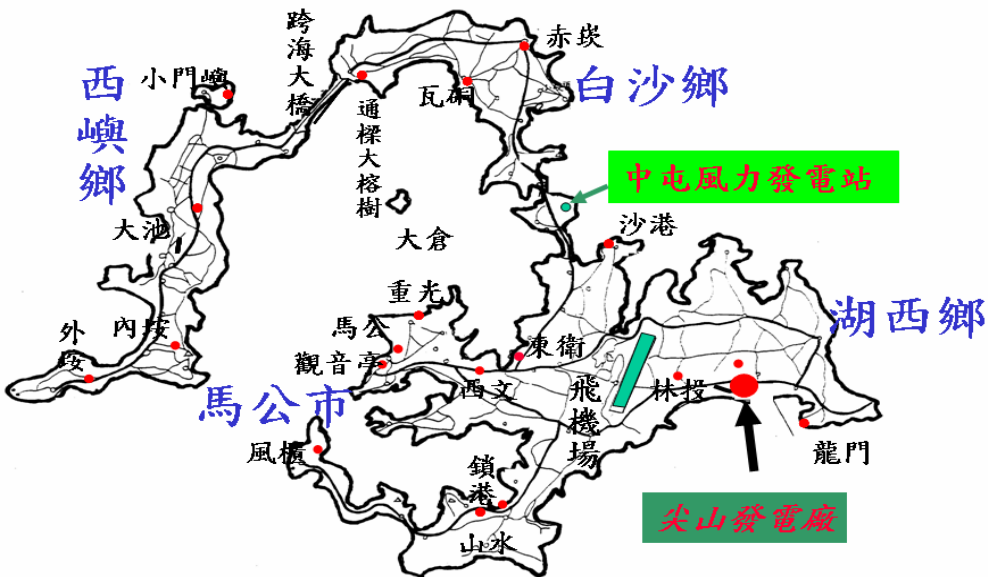 跨海大橋
赤崁
小門嶼
西嶼鄉
瓦硐
白沙鄉
通樑大榕樹
中屯風力發電站
大池
大倉
沙港
重光
湖西鄉
外垵
內垵
馬公
觀音亭
東衛
西文
飛機場
林投
馬公市
風櫃
鎖港
龍門
尖山發電廠
山水